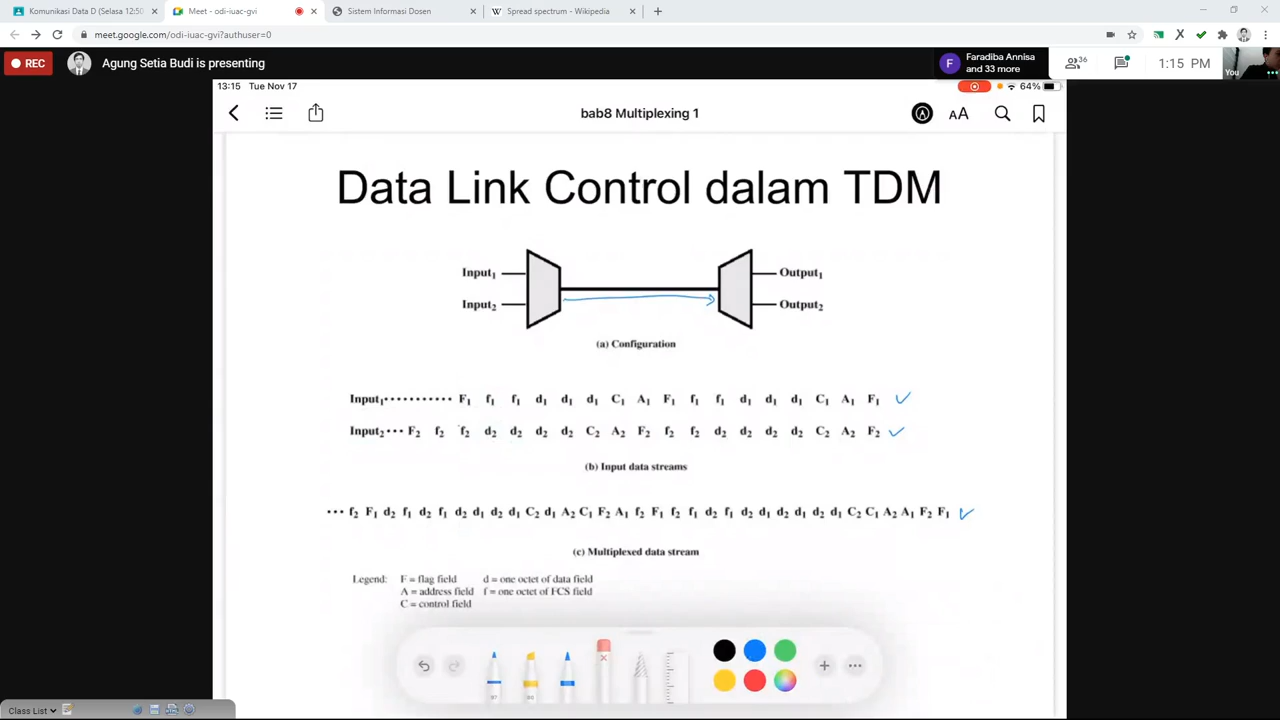 Komunikasi Data D (Selasa 12:50
Meet - odi-iuac-gvi
Sistem Informasi Dosen
Spread spectrum - Wikipedia
meet.google.com/odi-iuac-gvi?authuser=0
REC
Agung Setia Budi is presenting
F
Faradiba Annisa
and 33 more
36
1:15 PM
You
13:15 Tue Nov 17
64%
bab8 Multiplexing 1
AA
Data Link Control dalam TDM
Input₁
Output₁
Input₂
Output₂
(a) Configuration
Input₁··········· F₁ f₁ f₁ d₁ d₁ d₁ C₁ A₁ F₁ f₁ f₁ d₁ d₁ d₁ C₁ A₁ F₁
Input₂··· F₂ f₂ f₂ d₂ d₂ d₂ d₂ C₂ A₂ F₂ f₂ f₂ d₂ d₂ d₂ d₂ C₂ A₂ F₂
(b) Input data streams
··· f₂ F₁ d₂ f₁ d₂ f₁ d₂ d₁ d₂ d₁ C₂ d₁ A₂ C₁ F₂ A₁ f₂ F₁ f₂ f₁ d₂ f₁ d₂ d₁ d₂ d₁ d₂ d₁ C₂ C₁ A₂ A₁ F₂ F₁
(c) Multiplexed data stream
Legend: F = flag field d = one octet of data field
A = address field f = one octet of FCS field
C = control field
97
80
Class List